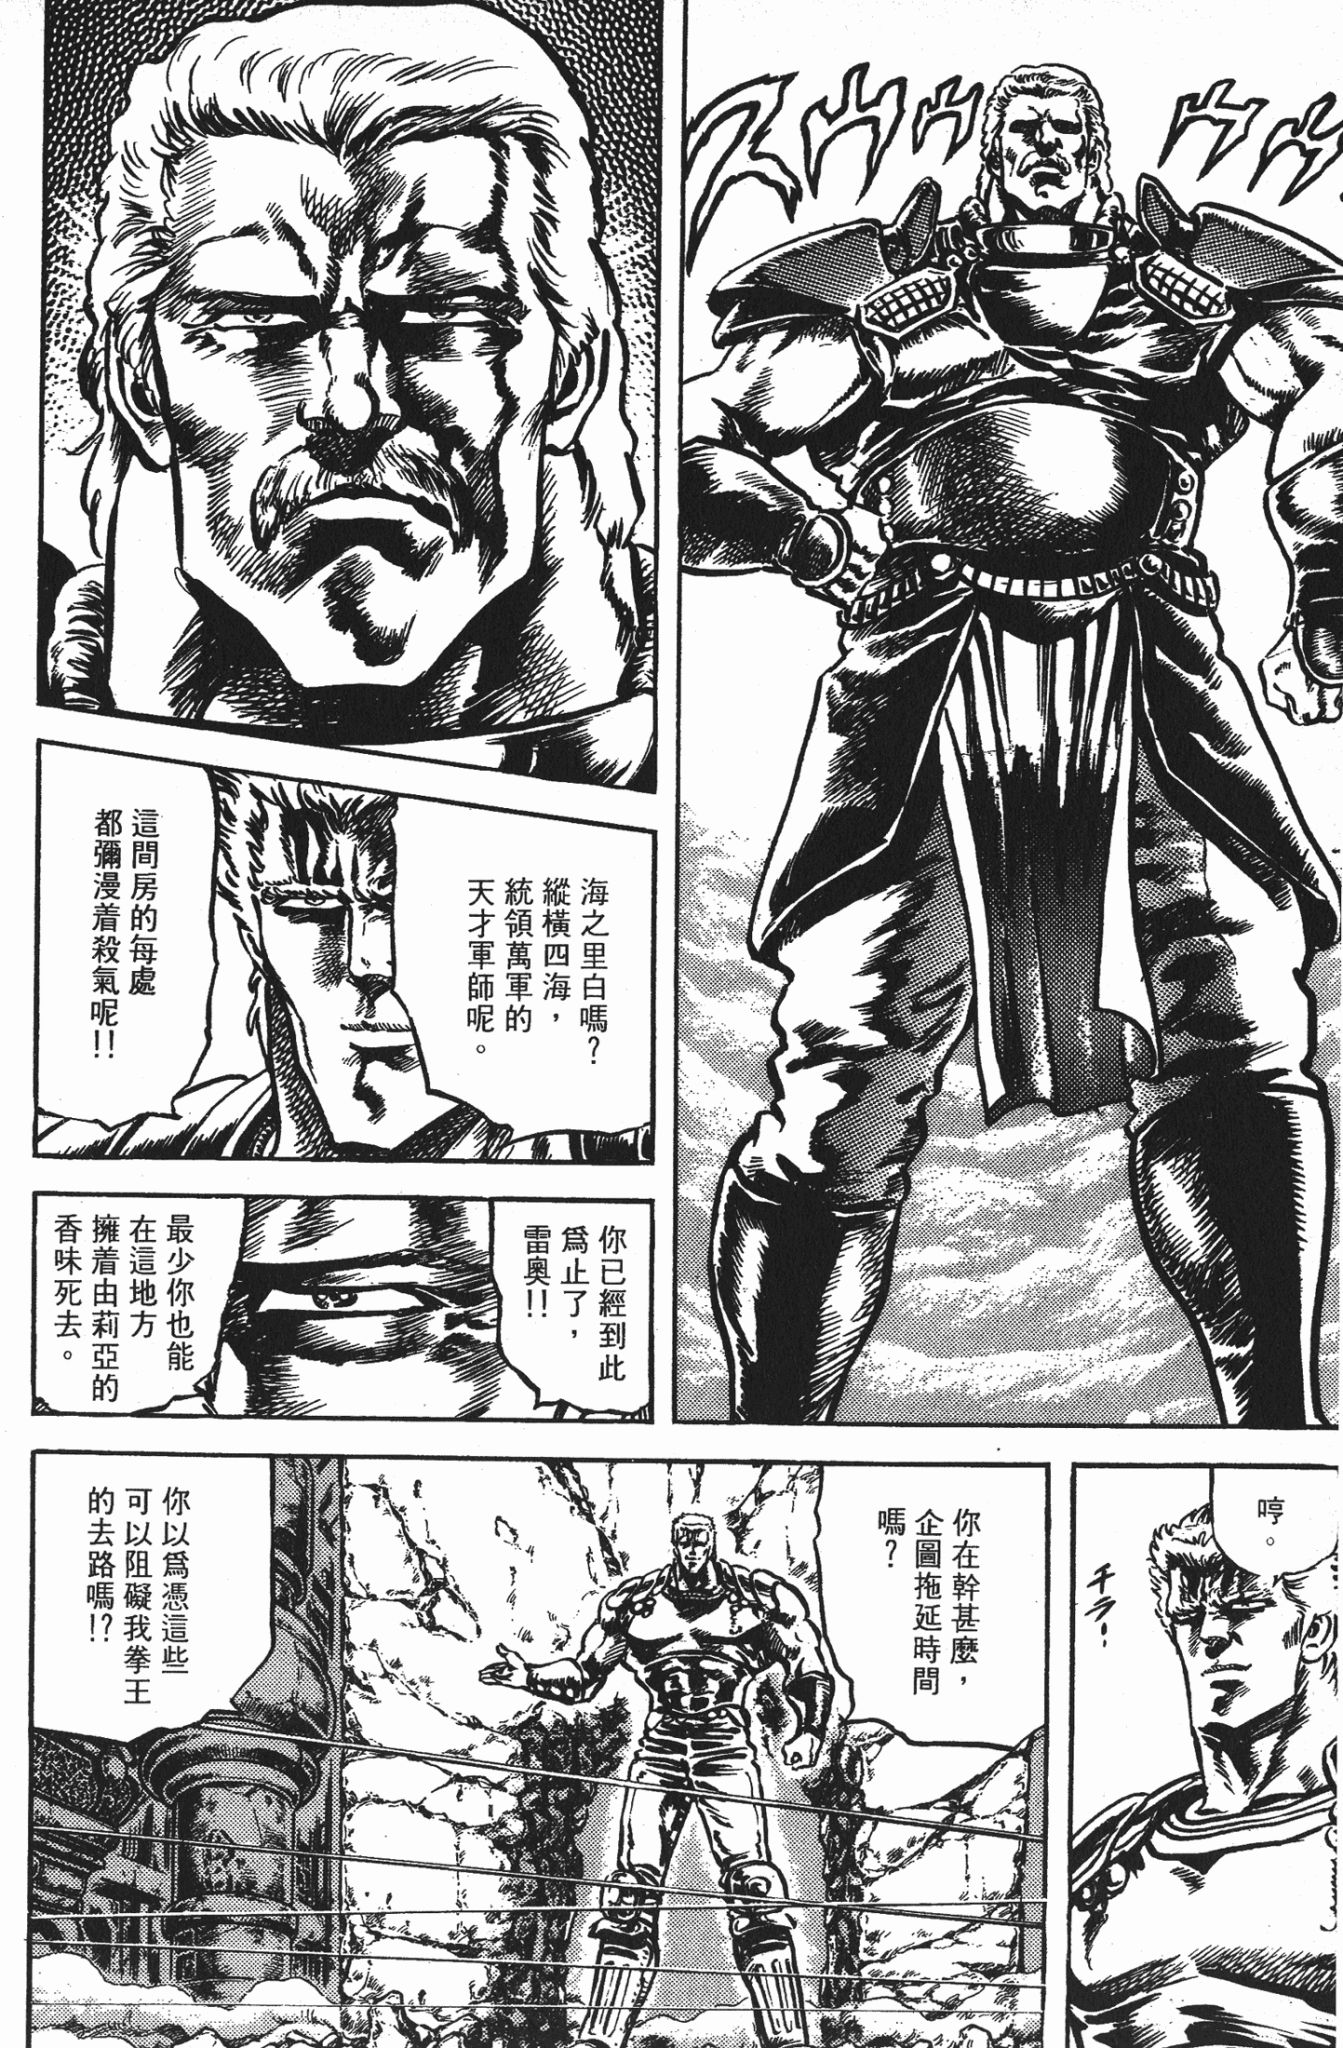 スウゥゥゥ
海之里白嗎?
縱橫四海,
統領萬軍的
天才軍師呢。
這間房的每處
都彌漫着殺氣呢!!
你已經到此
爲止了,
雷奧!!
最少你也能
在這地方
擁着由莉亞的
香味死去。
哼。
チラ・
你在幹甚麼,
企圖拖延時間
嗎?
你以爲憑這些
可以阻礙我拳王
的去路嗎!?